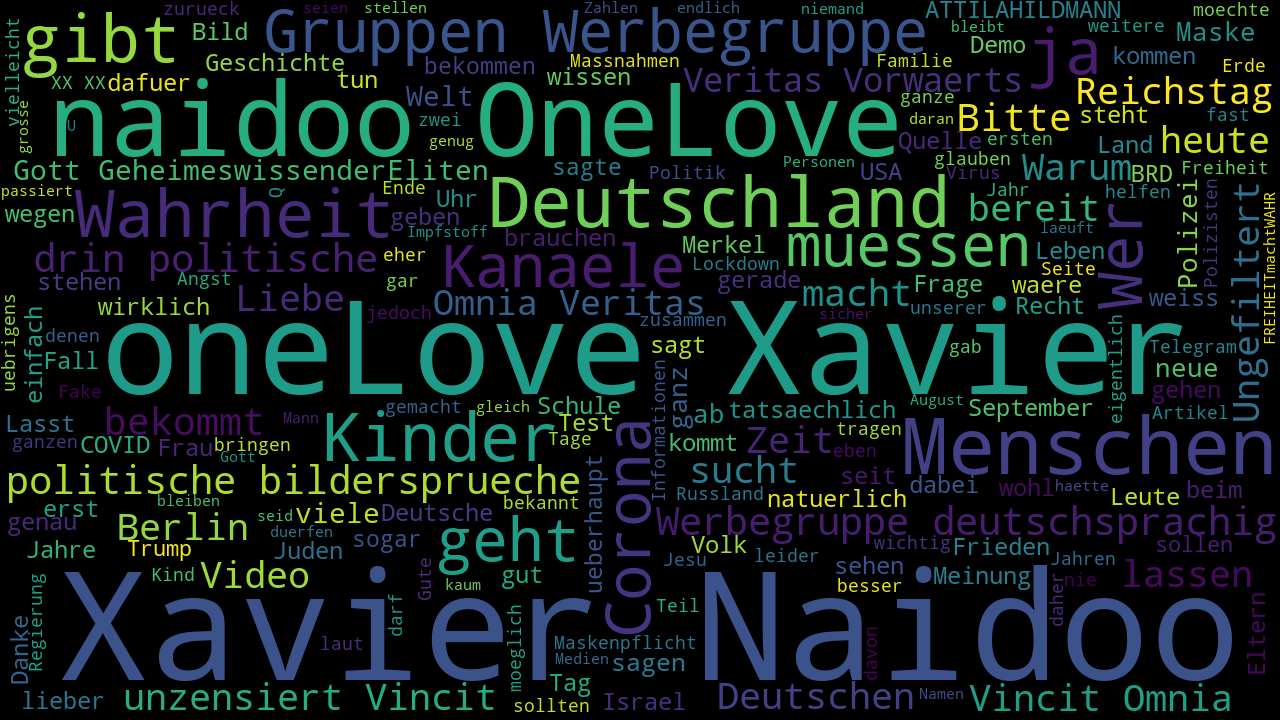 zurueck seien stellen Zahlen endlich niemand ATTILAHILDMANN moechte
gibt Bild Gruppen Werbegruppe bleibt weitere Maske
vielleicht Geschichte bekommen Massnahmen wissen Familie Demo ja kommen
XX XX dafuer tun Welt Veritas Vorwaerts Erde
grosse naidoo OneLove zwei ganze Bitte Reichstag
U genug daran steht fast
Quelle ersten Land heute
Gott GeheimeswissenderEliten sagte Politik Personen USA glauben Warum BRD Freiheit
passiert Q Ende Uhr Deutschland Virus Jahr helfen
wegen Wahrheit geben Impfstoff bereit Wer Polizei Polizisten Ungefiltert FREIHEITmachtWAHR
drin politische eher brauchen Merkel muessen laeuft Leben
stehen Angst gar Kanaele Lockdown gerade Frage Seite waere
uebrigens einfach wirklich Liebe jedoch Omnia Veritas zusammen sicher macht unserer Recht weiss
denen oneLove Xavier
Fall sagt gab eigentlich Telegram
Fake neue
Lasst bekommt Mann gemacht gleich Schule Informationen ganz ab tatsaechlich August September gehen Artikel
ganzen COVID Frau bringen Kinder Test Tage Corona kommt Zeit tragen eben Menschen
Gott
politische bildersprueche ueberhaupt sucht seit dabei wohl haette Leute beim
erst bleiben seid viele Deutsche bekannt Russland natuerlich
genau Berlin duerfen Werbegruppe deutschsprachig
Jahre Trump Juden sogar geht Volk leider wichtig Frieden sollen
Kind Video Gute kaum gut Jesu sehen besser Meinung Jahren nie lassen
Danke Regierung Xavier darf moeglich Teil Naidoo daher Eltern
laut Maskenpflicht davon
Medien sagen
lieber unzensiert Vincit Tag sollten Israel Deutschen Namen Vincit Omnia